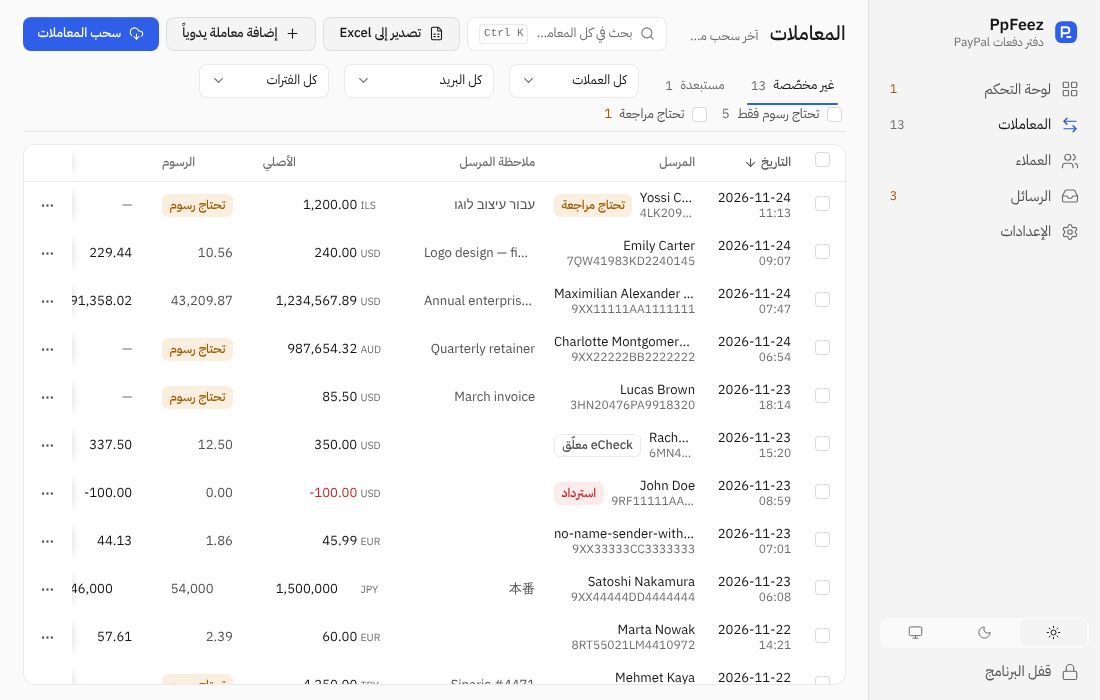 PpFeez
دفتر دفعات PayPal
لوحة التحكم 1
المعاملات 13
العملاء
الرسائل 3
الإعدادات
قفل البرنامج
المعاملات آخر سحب م...
بحث في كل المعامـ... Ctrl K
تصدير إلى Excel
إضافة معاملة يدوياً
سحب المعاملات
غير مخصّصة 13
مستبعدة 1
كل العملات
كل البريد
كل الفترات
تحتاج رسوم فقط 5
تحتاج مراجعة 1
التاريخ ↓ المرسل ملاحظة المرسل الأصلي الرسوم
2026-11-24 Yossi C... تحتاج مراجعة עבור עיצוב לוגו 1,200.00 ILS تحتاج رسوم —
11:13 4LK209...
2026-11-24 Emily Carter Logo design — fi... 240.00 USD 10.56 229.44
09:07 7QW41983KD2240145
2026-11-24 Maximilian Alexander ... Annual enterpris... 1,234,567.89 USD 43,209.87 91,358.02
07:47 9XX11111AA1111111
2026-11-24 Charlotte Montgomer... Quarterly retainer 987,654.32 AUD تحتاج رسوم —
06:54 9XX22222BB2222222
2026-11-23 Lucas Brown March invoice 85.50 USD تحتاج رسوم —
18:14 3HN20476PA9918320
2026-11-23 Rach... eCheck معلّق 350.00 USD 12.50 337.50
15:20 6MN4...
2026-11-23 John Doe استرداد -100.00 USD 0.00 -100.00
08:59 9RF11111AA...
2026-11-23 no-name-sender-with... 45.99 EUR 1.86 44.13
07:01 9XX33333CC3333333
2026-11-23 Satoshi Nakamura 本番 1,500,000 JPY 54,000 46,000
06:08 9XX44444DD4444444
2026-11-22 Marta Nowak 60.00 EUR 2.39 57.61
14:21 8RT55021LM4410972
2026-11-22 Mehmet Kaya Sipariş #4471 4,250.00 TRY تحتاج رسوم